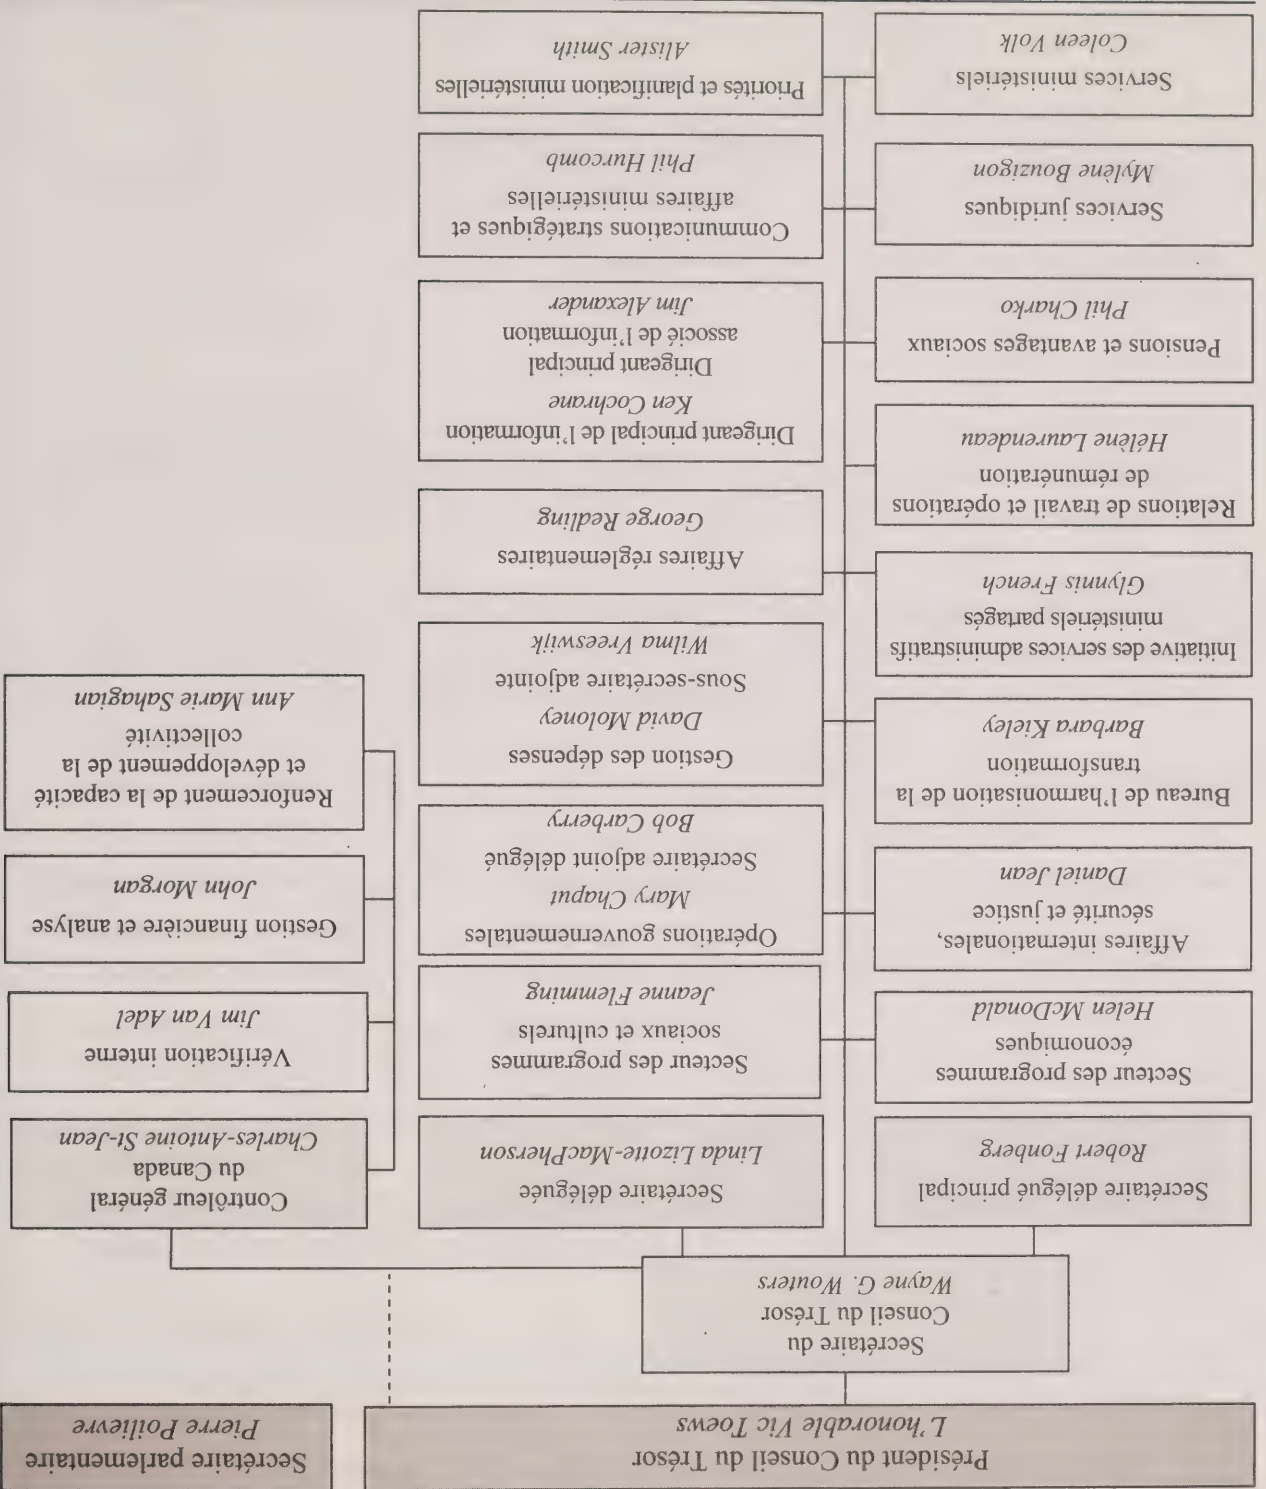 Président du Conseil du Trésor
L'honorable Vic Toews
Secrétaire parlementaire
Pierre Poilievre
Secrétaire du
Conseil du Trésor
Wayne G. Wouters
Secrétaire délégué principal
Robert Fonberg
Secrétaire déléguée
Linda Lizotte-MacPherson
Contrôleur général
du Canada
Charles-Antoine St-Jean
Secteur des programmes
économiques
Helen McDonald
Secteur des programmes
sociaux et culturels
Jeanne Flemming
Vérification interne
Jim Van Adel
Affaires internationales,
sécurité et justice
Daniel Jean
Opérations gouvernementales
Mary Chaput
Secrétaire adjoint délégué
Bob Carberry
Gestion financière et analyse
John Morgan
Bureau de l'harmonisation de la
transformation
Barbara Kieley
Gestion des dépenses
David Moloney
Sous-secrétaire adjointe
Wilma Vreeswijk
Renforcement de la capacité
et développement de la
collectivité
Ann Marie Sahagian
Initiative des services administratifs
ministériels partagés
Glynnis French
Affaires réglementaires
George Redling
Relations de travail et opérations
de rémunération
Hélène Laurendeau
Dirigeant principal de l'information
Ken Cochrane
Dirigeant principal
associé de l'information
Jim Alexander
Pensions et avantages sociaux
Phil Charko
Communications stratégiques et
affaires ministérielles
Phil Hurcomb
Services juridiques
Mylène Bouzigon
Priorités et planification ministérielles
Alister Smith
Services ministériels
Coleen Volk